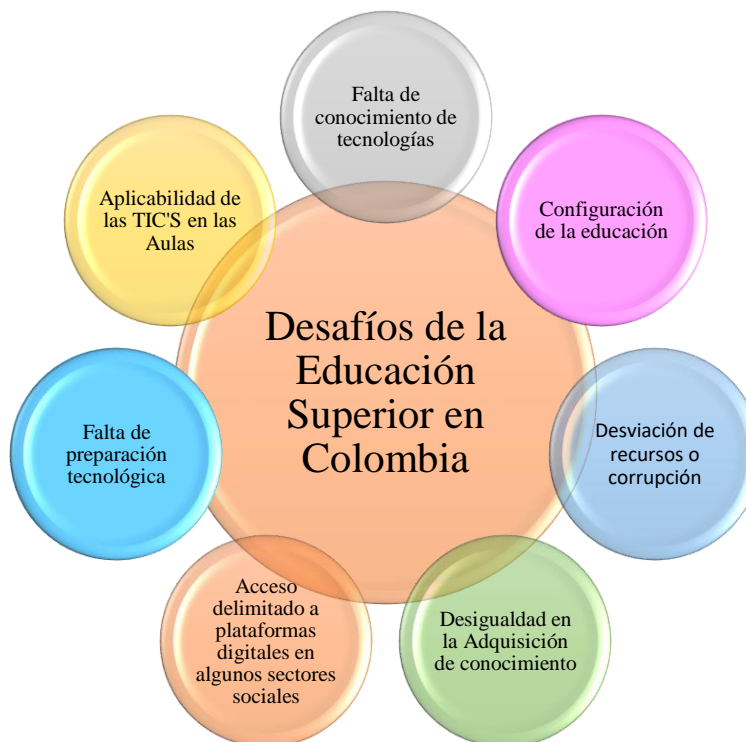 Falta de
conocimiento de
tecnologías
Configuración
de la educación
Desviación de
recursos o
corrupción
Desigualdad en
la Adquisición
de conocimiento
Acceso
delimitado a
plataformas
digitales en
algunos sectores
sociales
Falta de
preparación
tecnológica
Aplicabilidad de
las TIC'S en las
Aulas
Desafíos de la
Educación
Superior en
Colombia